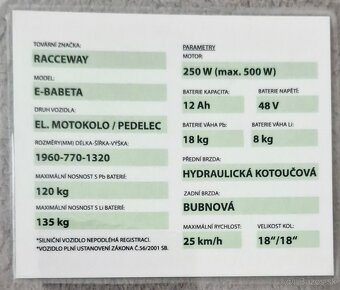 TOVÁRNÍ ZNAČKA:
RACCEWAY
MODEL:
E-BABETA
DRUH VOZIDLA:
EL. MOTOKOLO / PEDELEC
ROZMĚRY(MM) DÉLKA-ŠÍŘKA-VÝŠKA:
1960-770-1320
MAXIMÁLNÍ NOSNOST S Pb BATERIÍ:
120 kg
MAXIMÁLNÍ NOSNOST S Li BATERIÍ:
135 kg
*SILNIČNÍ VOZIDLO NEPODLÉHÁ REGISTRACI.
*VOZIDLO PLNÍ USTANOVENÍ ZÁKONA Č.56/2001 SB.
PARAMETRY
MOTOR:
250 W (max. 500 W)
BATERIE KAPACITA: BATERIE NAPĚTÍ:
12 Ah 48 V
BATERIE VÁHA Pb: BATERIE VÁHA Li:
18 kg 8 kg
PŘEDNÍ BRZDA:
HYDRAULICKÁ KOTOUČOVÁ
ZADNÍ BRZDA:
BUBNOVÁ
MAXIMÁLNÍ RYCHLOST: VELIKOST KOL:
25 km/h 18“/18“